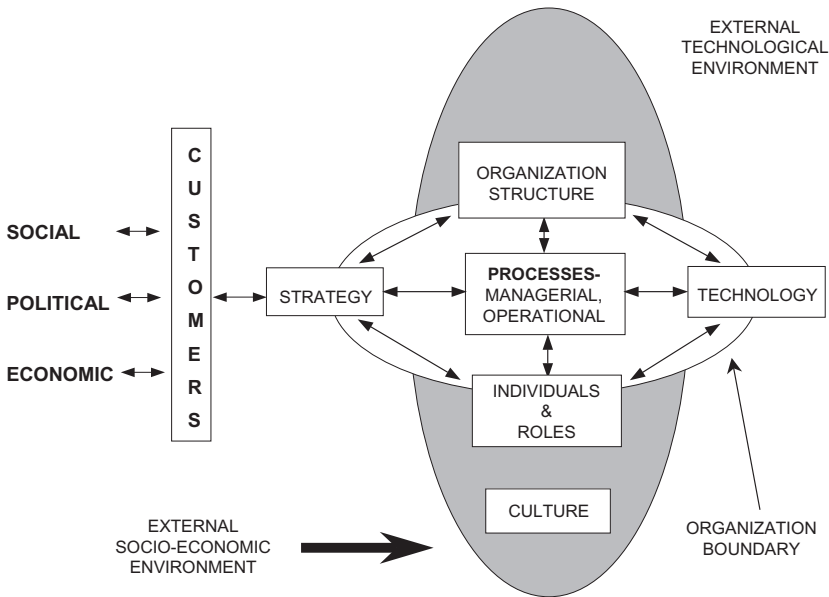 EXTERNAL
TECHNOLOGICAL
ENVIRONMENT
ORGANIZATION
STRUCTURE
CUSTOMERS
SOCIAL
POLITICAL
ECONOMIC
STRATEGY
PROCESSES-
MANAGERIAL,
OPERATIONAL
TECHNOLOGY
INDIVIDUALS
&
ROLES
CULTURE
EXTERNAL
SOCIO-ECONOMIC
ENVIRONMENT
ORGANIZATION
BOUNDARY